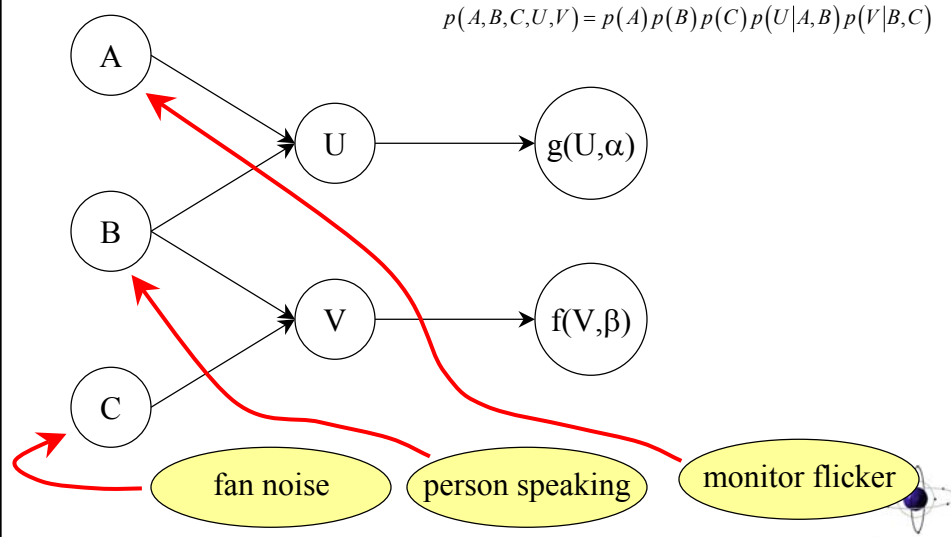 p(A,B,C,U,V) = p(A)p(B)p(C)p(U|A,B)p(V|B,C)
A
U
g(U,α)
B
V
f(V,β)
C
fan noise
person speaking
monitor flicker